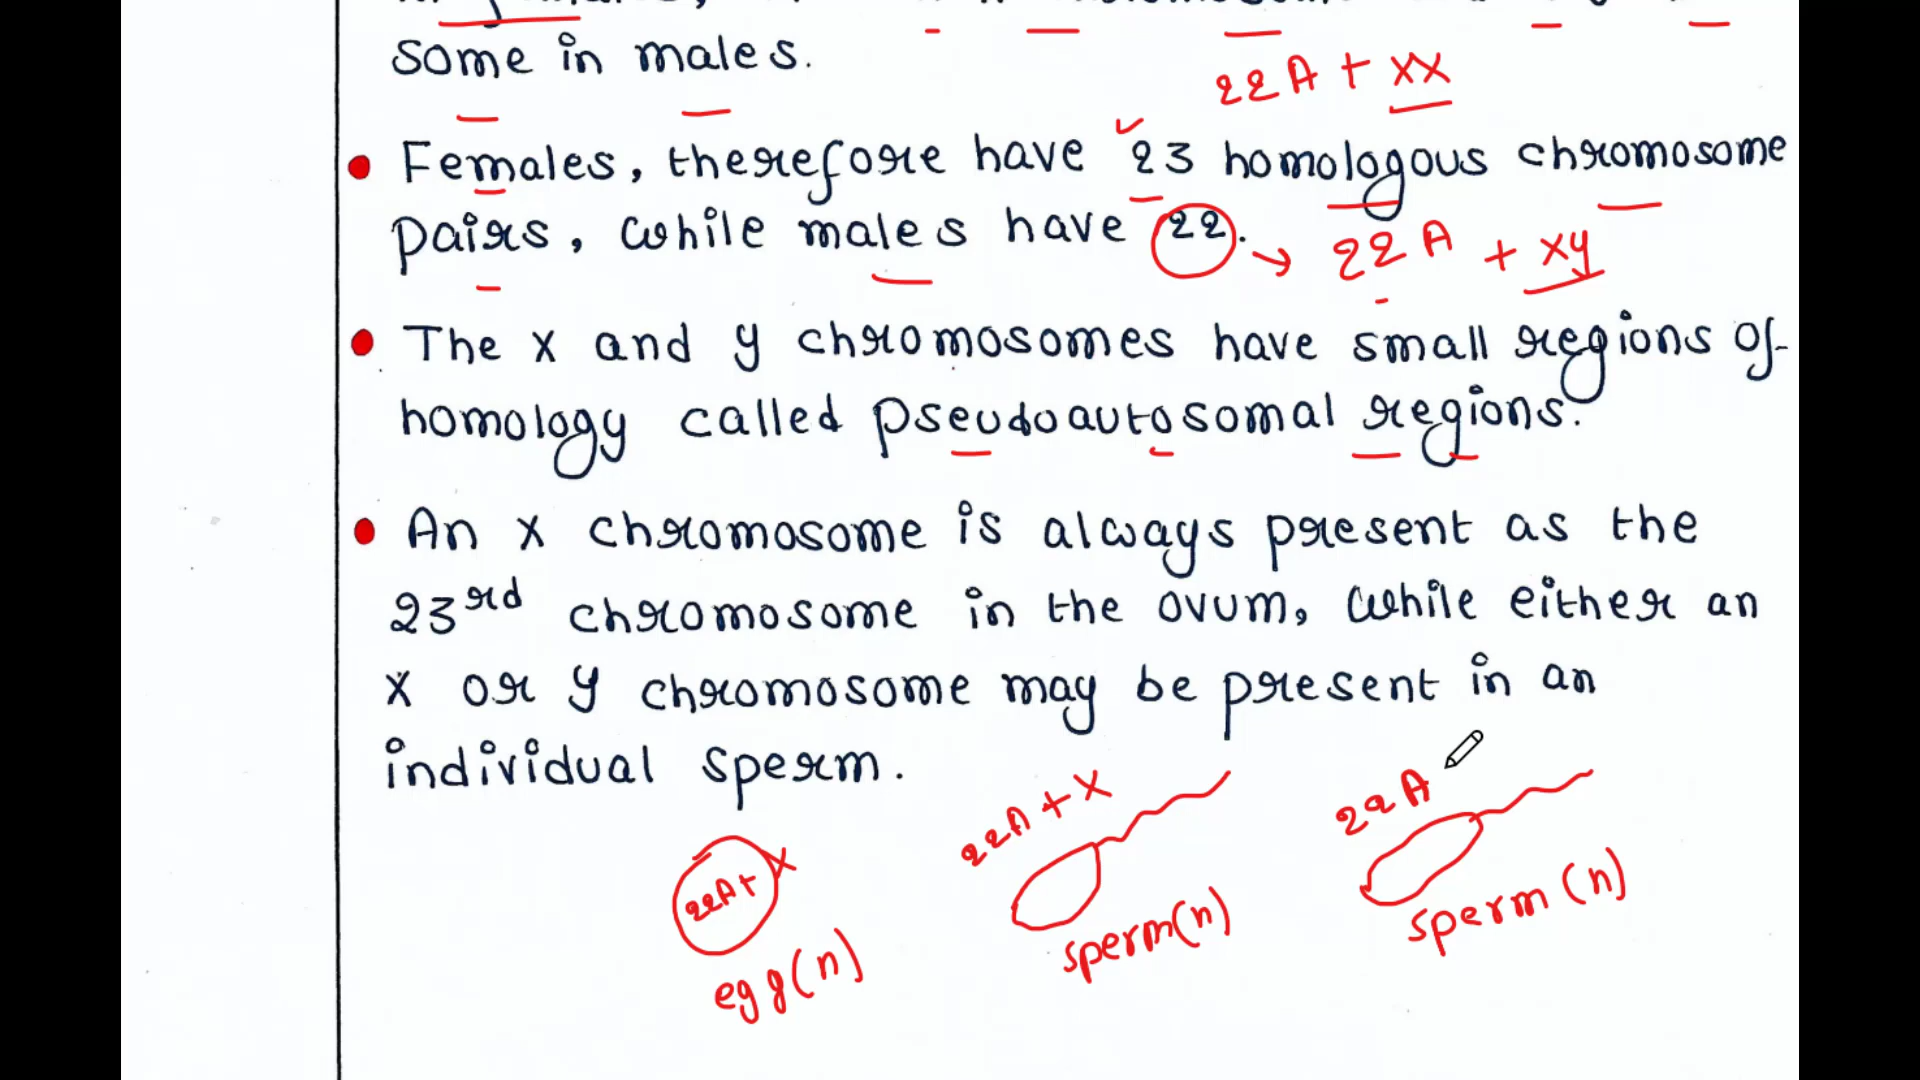 some in males.
22A + XX
Females, therefore have 23 homologous chromosome
pairs, while males have 22. → 22A + xy
The X and y chromosomes have small regions of
homology called pseudoautosomal regions.
An X chromosome is always present as the
23rd chromosome in the ovum, while either an
X or y chromosome may be present in an
individual sperm.
22A+ X
egg(n)
22A + X
sperm(n)
22A
sperm (n)